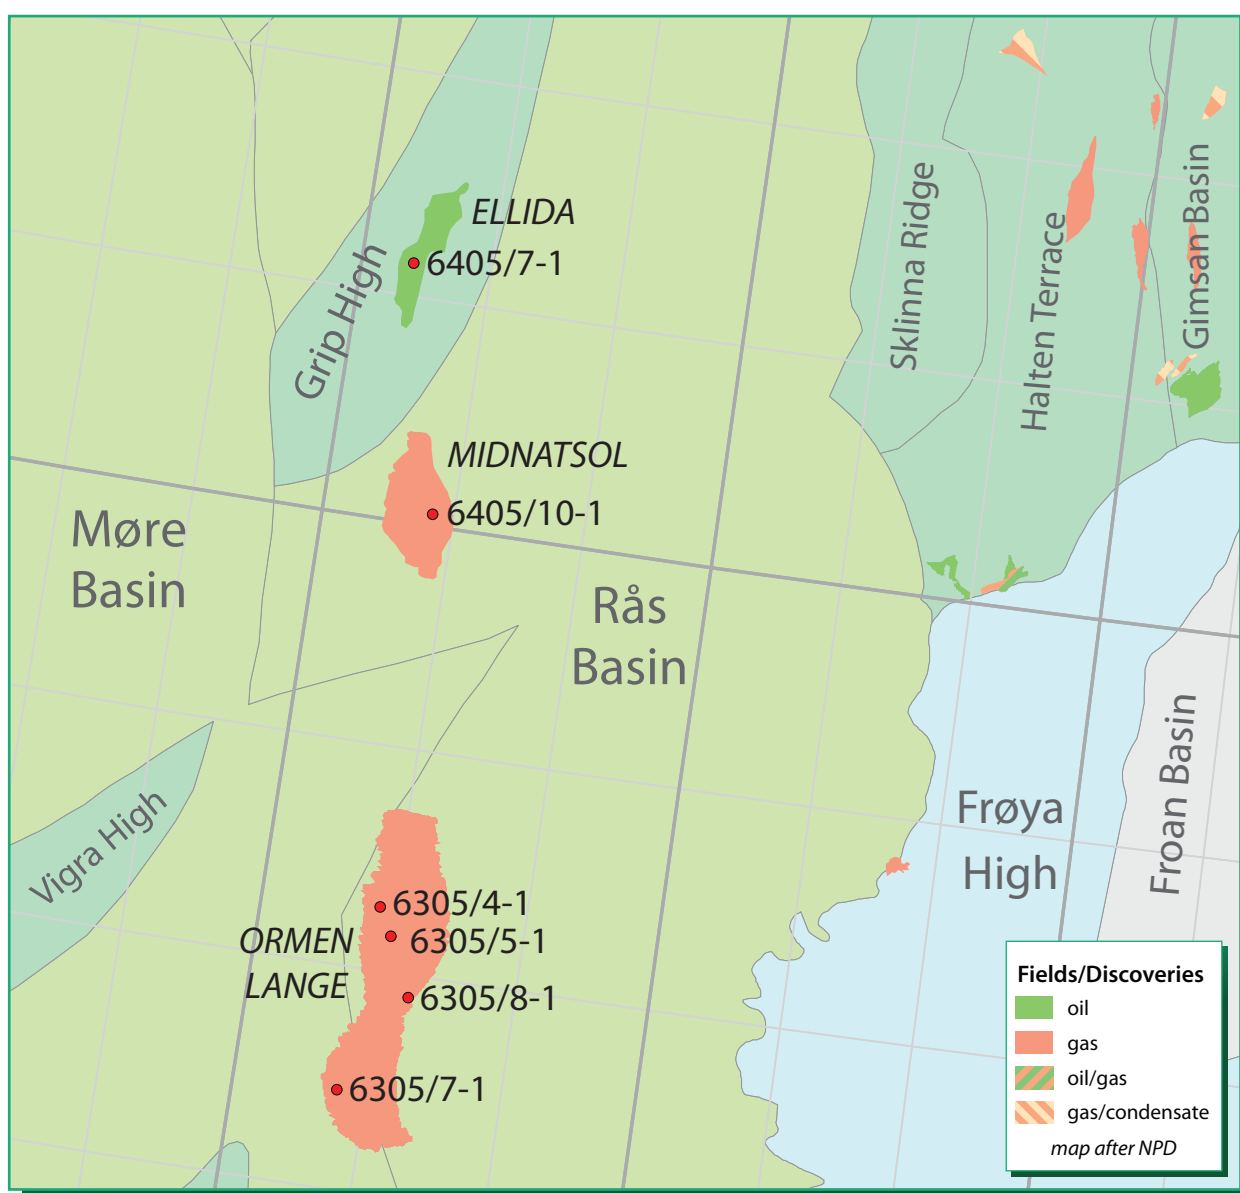 ELLIDA
6405/7-1
Grip High
MIDNATSOL
6405/10-1
Sklinna Ridge
Halten Terrace
Gimsan Basin
Møre
Basin
Rås
Basin
Vigra High
Frøya
High
Froan Basin
ORMEN
LANGE
6305/4-1
6305/5-1
6305/8-1
6305/7-1
Fields/Discoveries
oil
gas
oil/gas
gas/condensate
map after NPD